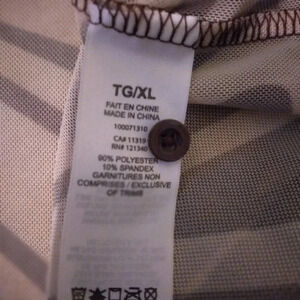 TG/XL
FAIT EN CHINE
MADE IN CHINA
100071310
CA# 11319
RN# 121340
90% POLYESTER
10% SPANDEX
GARNITURES NON
COMPRISES / EXCLUSIVE
OF TRIMS